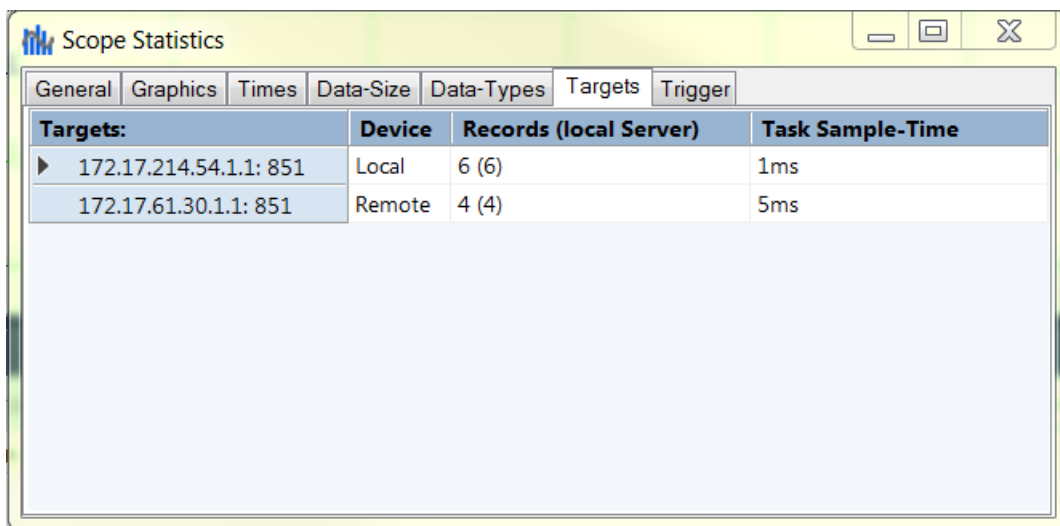 Scope Statistics
General Graphics Times Data-Size Data-Types Targets Trigger
Targets: Device Records (local Server) Task Sample-Time
172.17.214.54.1.1: 851 Local 6 (6) 1ms
172.17.61.30.1.1: 851 Remote 4 (4) 5ms